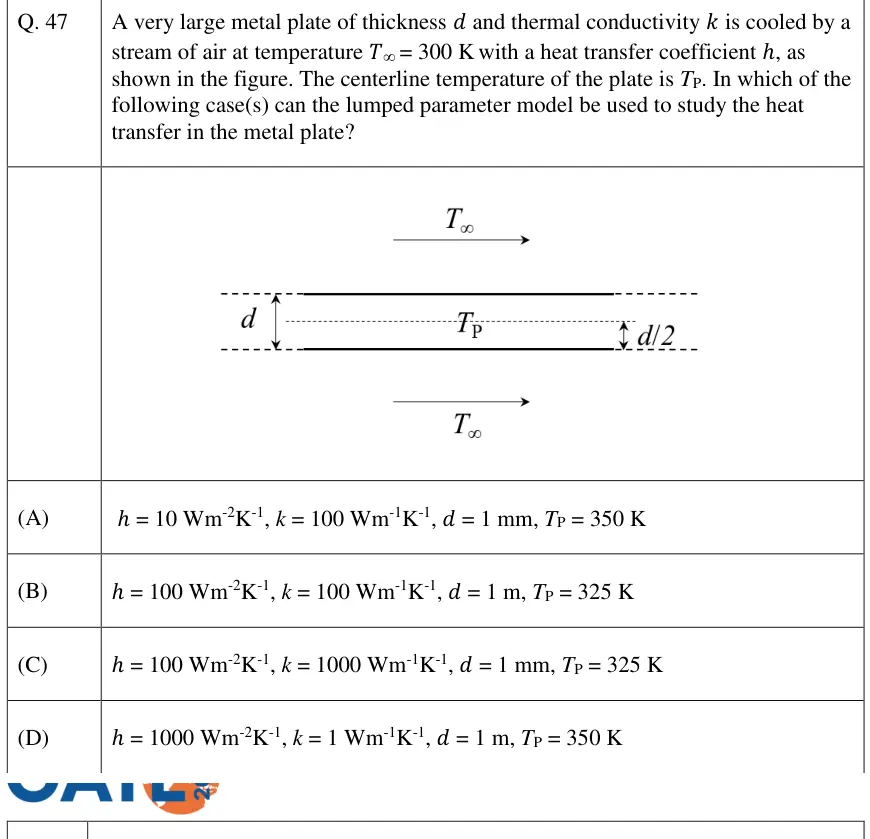 Q. 47
A very large metal plate of thickness d and thermal conductivity k is cooled by a
stream of air at temperature T∞ = 300 K with a heat transfer coefficient h, as
shown in the figure. The centerline temperature of the plate is TP. In which of the
following case(s) can the lumped parameter model be used to study the heat
transfer in the metal plate?
T∞
d
TP
d/2
T∞
(A) h = 10 Wm⁻²K⁻¹, k = 100 Wm⁻¹K⁻¹, d = 1 mm, TP = 350 K
(B) h = 100 Wm⁻²K⁻¹, k = 100 Wm⁻¹K⁻¹, d = 1 m, TP = 325 K
(C) h = 100 Wm⁻²K⁻¹, k = 1000 Wm⁻¹K⁻¹, d = 1 mm, TP = 325 K
(D) h = 1000 Wm⁻²K⁻¹, k = 1 Wm⁻¹K⁻¹, d = 1 m, TP = 350 K